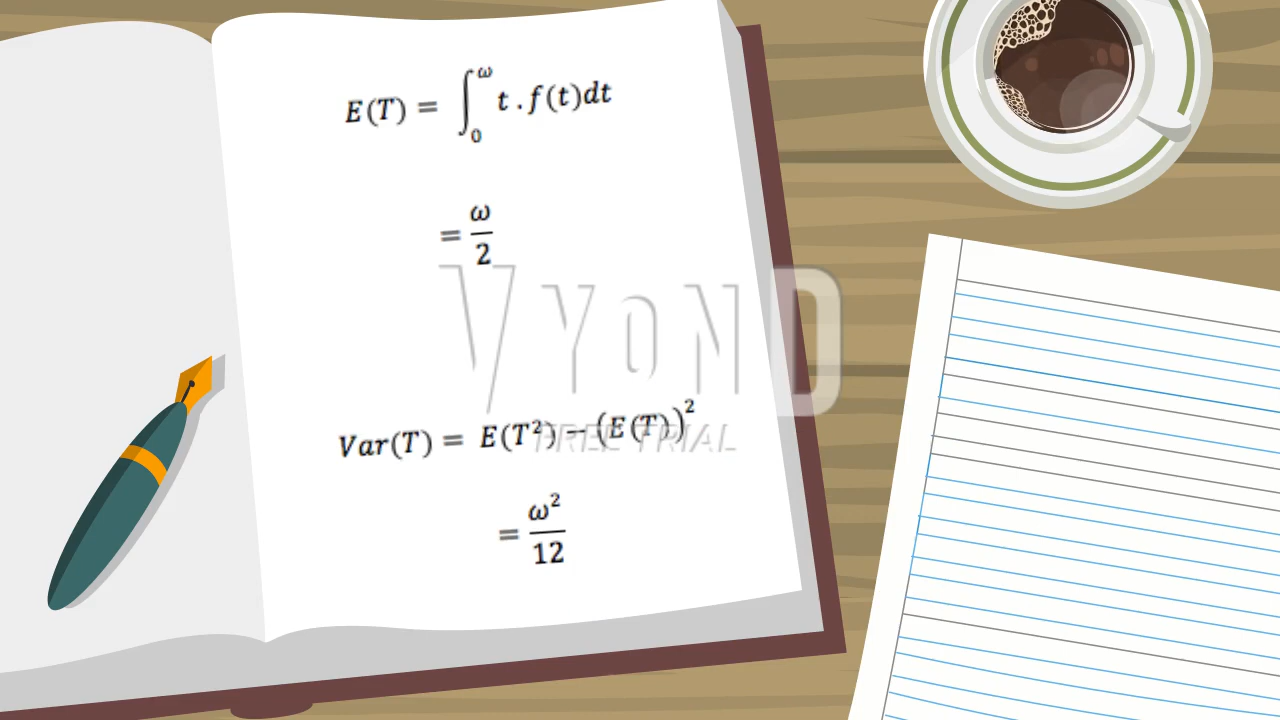 E(T) = ∫₀^ω t . f(t)dt
= ω/2
VYOND
FREE TRIAL
Var(T) = E(T²) − (E(T))²
= ω²/12